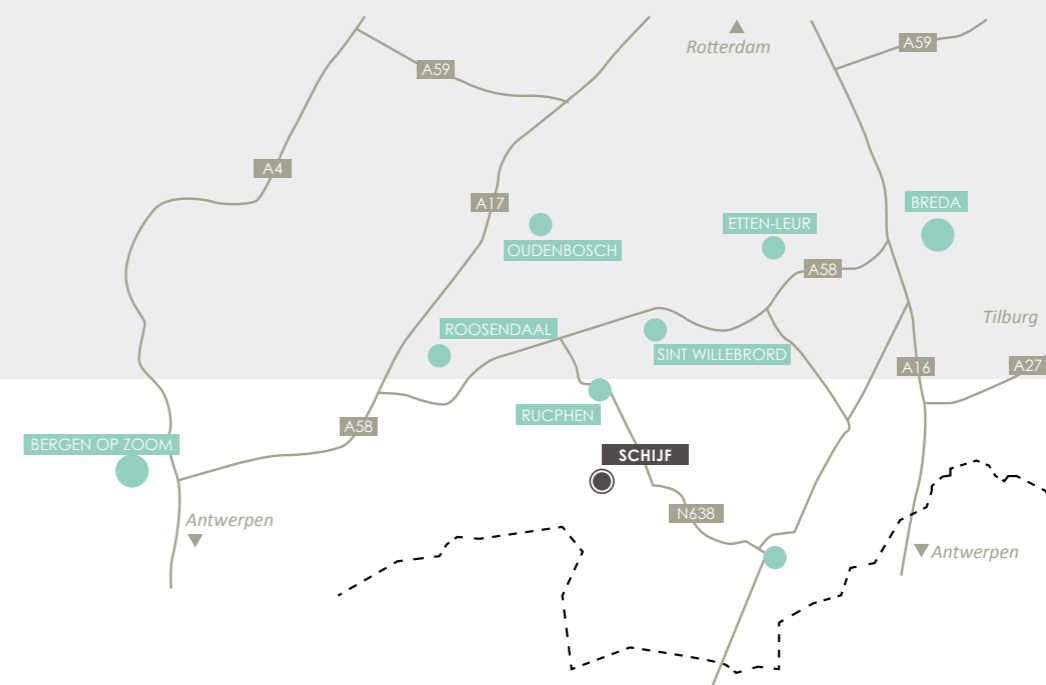 Rotterdam
A59
A59
A4
A17
BREDA
ETTEN-LEUR
OUDENBOSCH
A58
Tilburg
ROOSENDAAL
SINT WILLEBRORD
A16
A27
RUCPHEN
A58
BERGEN OP ZOOM
SCHIJF
N638
Antwerpen
Antwerpen